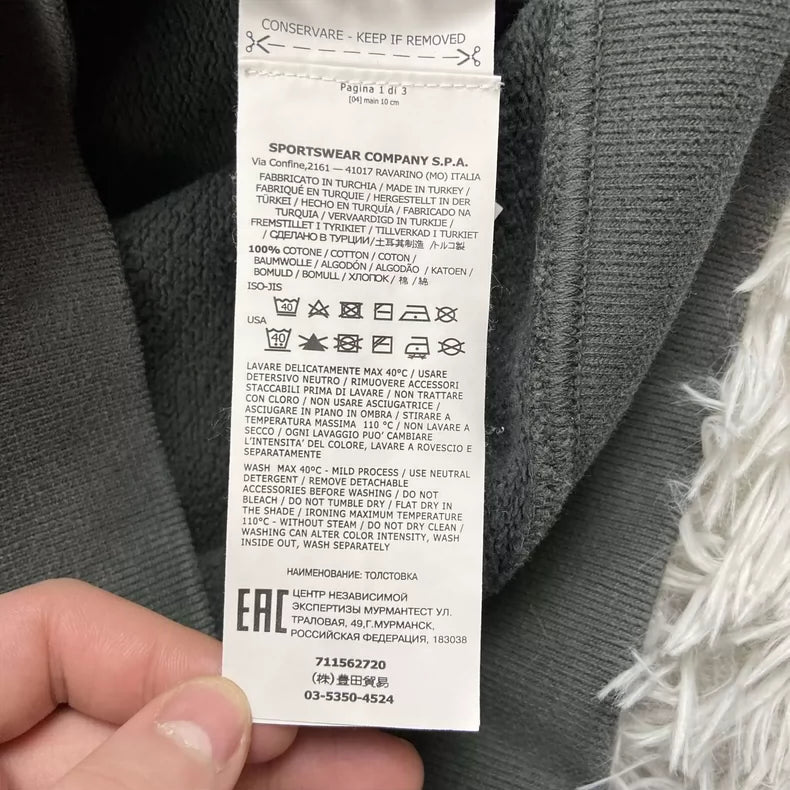 CONSERVARE - KEEP IF REMOVED
Pagina 1 di 3
[04] main 10 cm
SPORTSWEAR COMPANY S.P.A.
Via Confine,2161 — 41017 RAVARINO (MO) ITALIA
FABBRICATO IN TURCHIA / MADE IN TURKEY /
FABRIQUÉ EN TURQUIE / HERGESTELLT IN DER
TÜRKEI / HECHO EN TURQUÍA / FABRICADO NA
TURQUIA / VERVAARDIGD IN TURKIJE /
FREMSTILLET I TYRKIET / TILLVERKAD I TURKIET
/ СДЕЛАНО В ТУРЦИИ/土耳其制造 /トルコ製
100% COTONE / COTTON / COTON /
BAUMWOLLE / ALGODÓN / ALGODÃO / KATOEN /
BOMULD / BOMULL / ХЛОПОК / 棉 / 綿
ISO-JIS
40
USA
40
LAVARE DELICATAMENTE MAX 40ºC / USARE
DETERSIVO NEUTRO / RIMUOVERE ACCESSORI
STACCABILI PRIMA DI LAVARE / NON TRATTARE
CON CLORO / NON USARE ASCIUGATRICE /
ASCIUGARE IN PIANO IN OMBRA / STIRARE A
TEMPERATURA MASSIMA 110 °C / NON LAVARE A
SECCO / OGNI LAVAGGIO PUO' CAMBIARE
L'INTENSITA' DEL COLORE, LAVARE A ROVESCIO E
SEPARATAMENTE
WASH MAX 40ºC - MILD PROCESS / USE NEUTRAL
DETERGENT / REMOVE DETACHABLE
ACCESSORIES BEFORE WASHING / DO NOT
BLEACH / DO NOT TUMBLE DRY / FLAT DRY IN
THE SHADE / IRONING MAXIMUM TEMPERATURE
110°C - WITHOUT STEAM / DO NOT DRY CLEAN /
WASHING CAN ALTER COLOR INTENSITY, WASH
INSIDE OUT, WASH SEPARATELY
НАИМЕНОВАНИЕ: ТОЛСТОВКА
EAC
ЦЕНТР НЕЗАВИСИМОЙ
ЭКСПЕРТИЗЫ МУРМАНТЕСТ УЛ.
ТРАЛОВАЯ, 49,Г.МУРМАНСК,
РОССИЙСКАЯ ФЕДЕРАЦИЯ, 183038
711562720
(株)豊田貿易
03-5350-4524